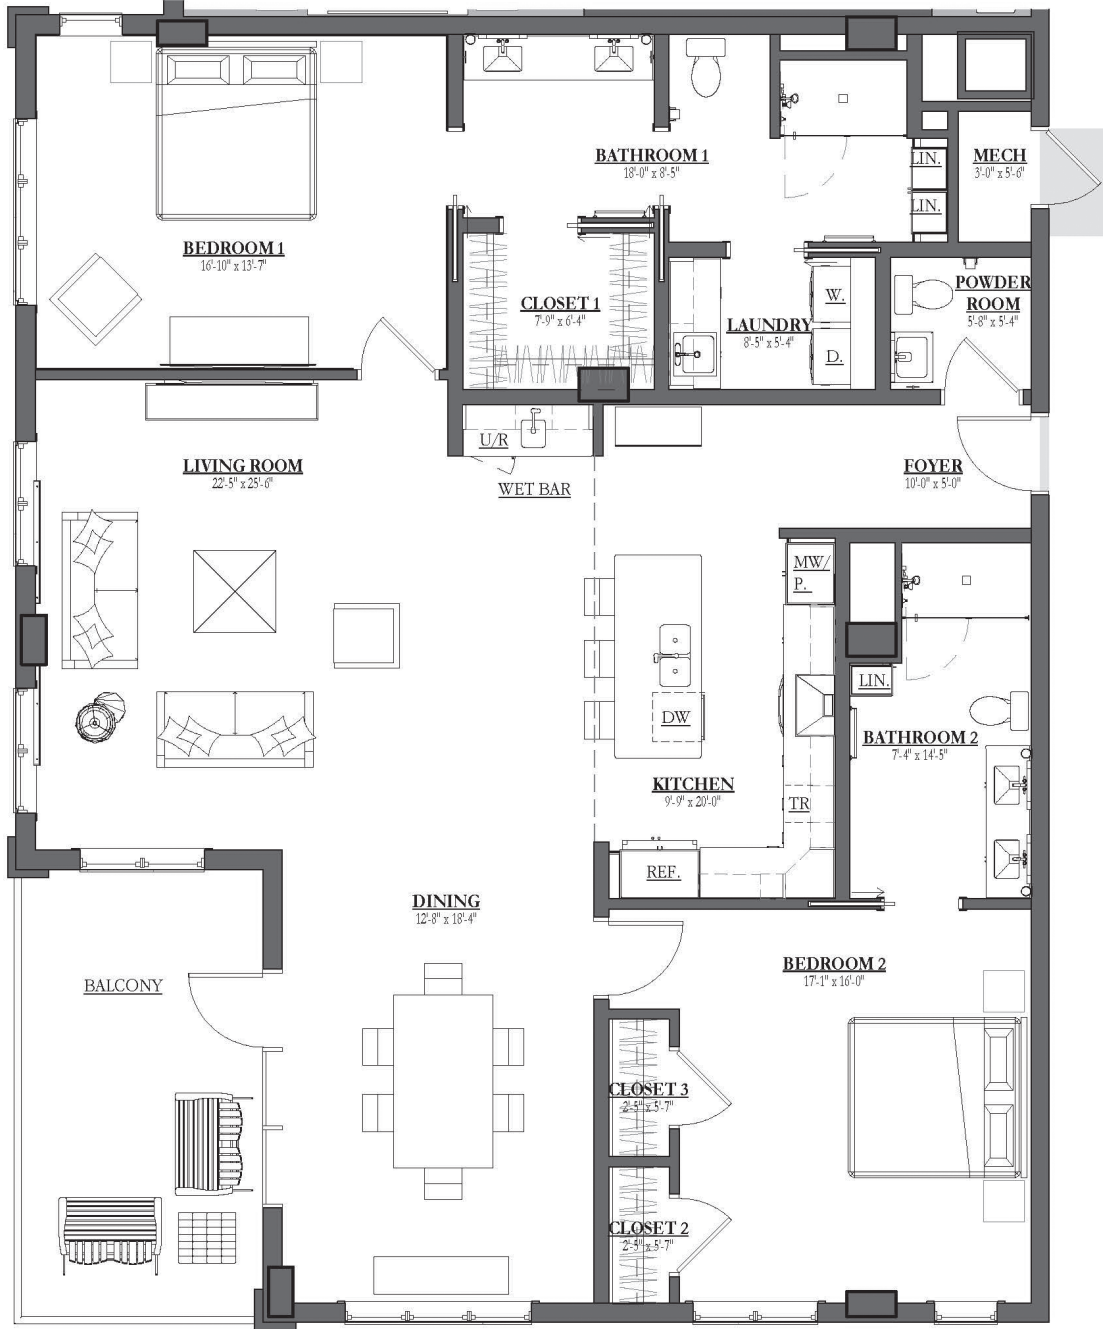 BATHROOM 1
18'-0" x 8'-5"
LIN.
LIN.
MECH
3'-0" x 5'-6"
BEDROOM 1
16'-10" x 13'-7"
CLOSET 1
7'-9" x 6'-4"
LAUNDRY
8'-5" x 5'-4"
W.
D.
POWDER
ROOM
5'-8" x 5'-4"
U/R
WET BAR
LIVING ROOM
22'-5" x 25'-6"
FOYER
10'-0" x 5'-0"
MW/
P.
LIN.
DW
BATHROOM 2
7'-4" x 14'-5"
KITCHEN
9'-9" x 20'-0"
TR
REF.
DINING
12'-8" x 18'-4"
BALCONY
BEDROOM 2
17'-1" x 16'-0"
CLOSET 3
2'-5" x 5'-7"
CLOSET 2
2'-5" x 5'-7"